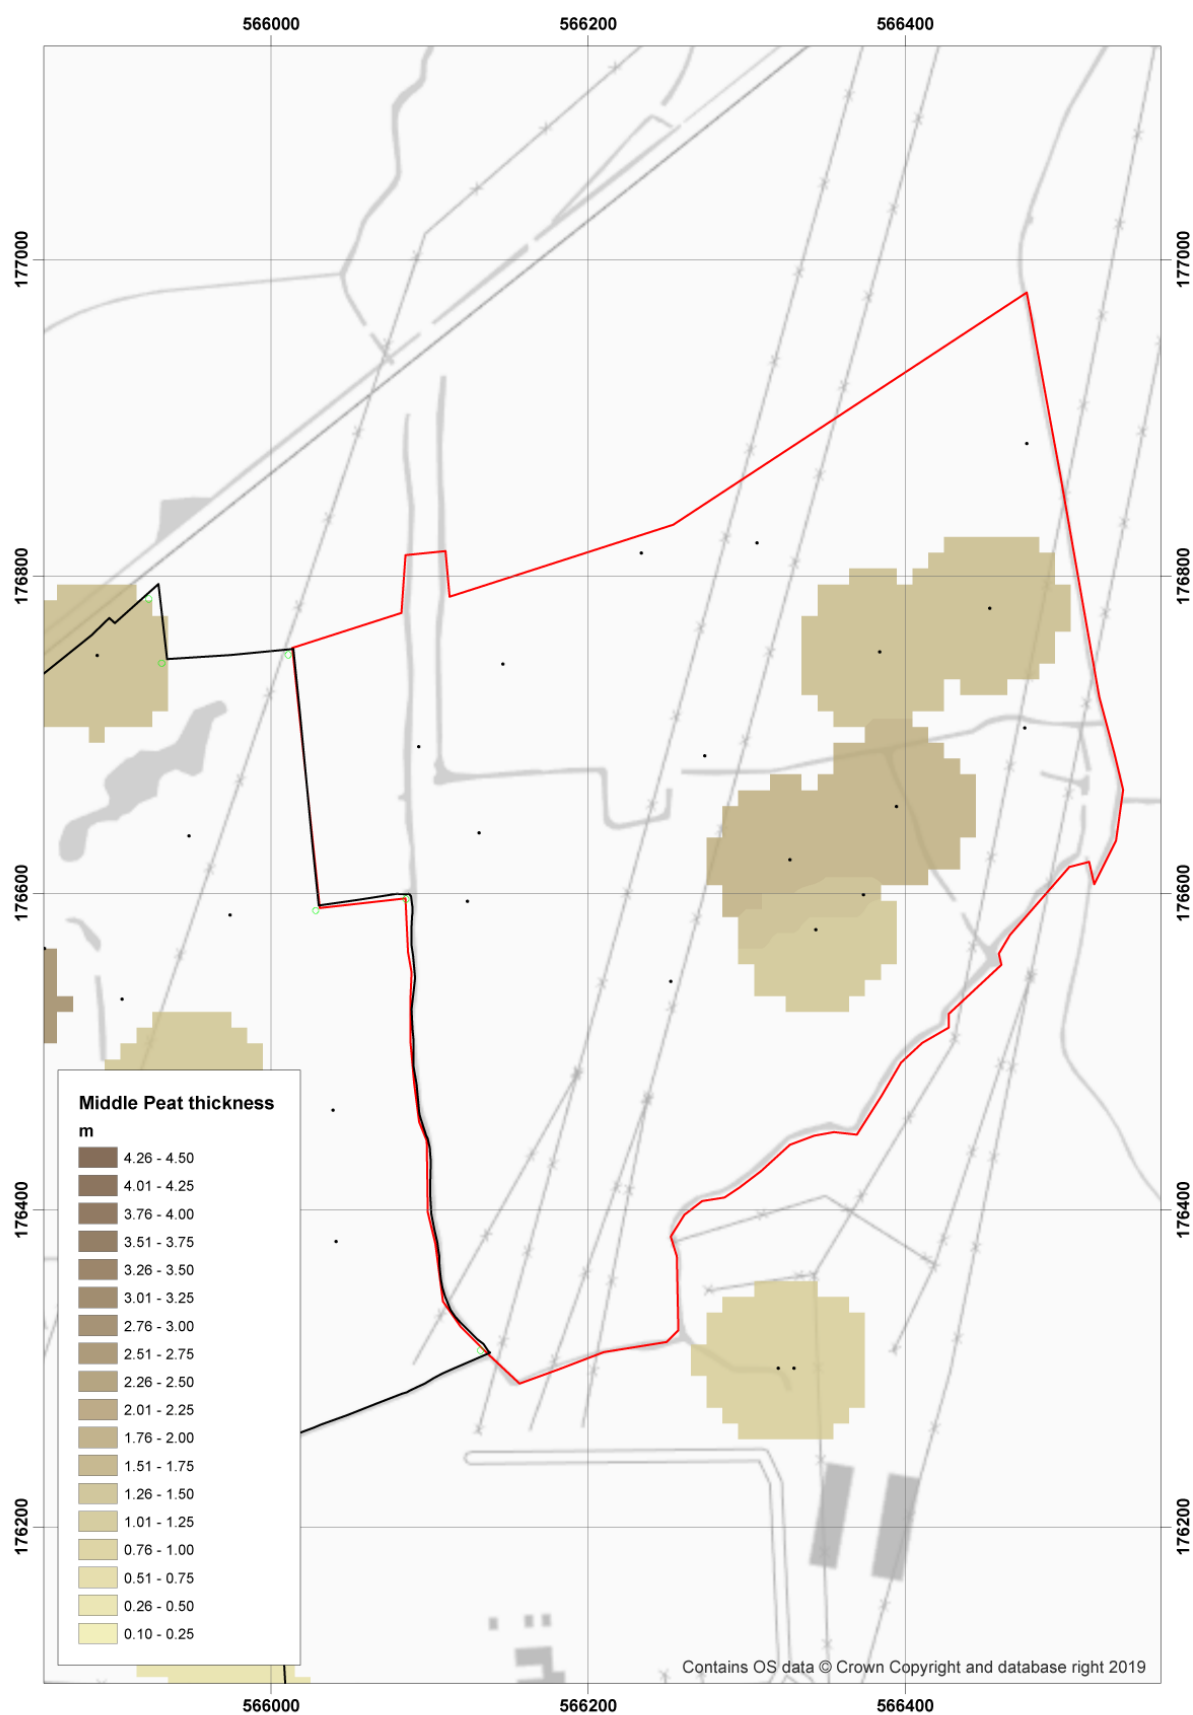 566000 566200 566400
177000 177000
176800 176800
176600 176600
176400 176400
176200 176200
Middle Peat thickness
m
4.26 - 4.50
4.01 - 4.25
3.76 - 4.00
3.51 - 3.75
3.26 - 3.50
3.01 - 3.25
2.76 - 3.00
2.51 - 2.75
2.26 - 2.50
2.01 - 2.25
1.76 - 2.00
1.51 - 1.75
1.26 - 1.50
1.01 - 1.25
0.76 - 1.00
0.51 - 0.75
0.26 - 0.50
0.10 - 0.25
Contains OS data © Crown Copyright and database right 2019
566000 566200 566400